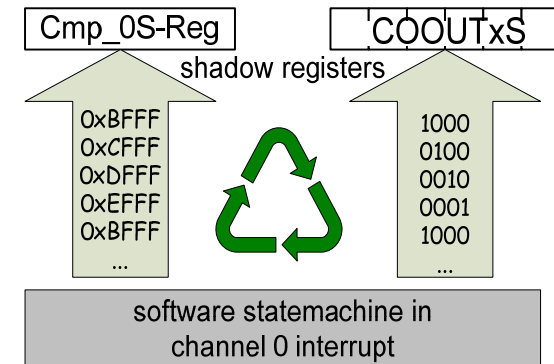 Cmp_0S-Reg
COOUTxS
shadow registers
0xBFFF
0xCFFF
0xDFFF
0xEFFF
0xBFFF
...
1000
0100
0010
0001
1000
...
software statemachine in
channel 0 interrupt